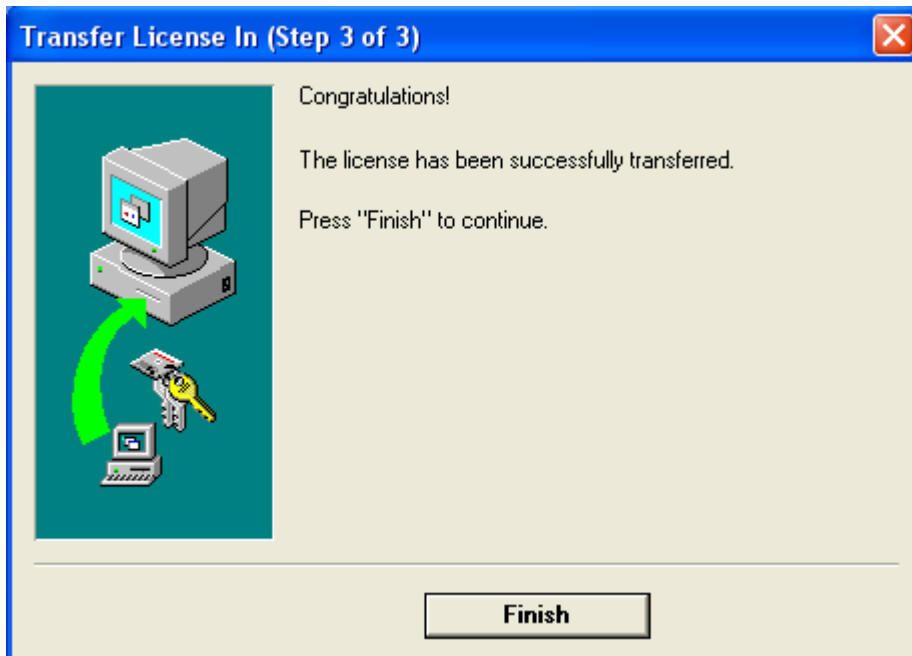 Transfer License In (Step 3 of 3)
Congratulations!
The license has been successfully transferred.
Press "Finish" to continue.
Finish